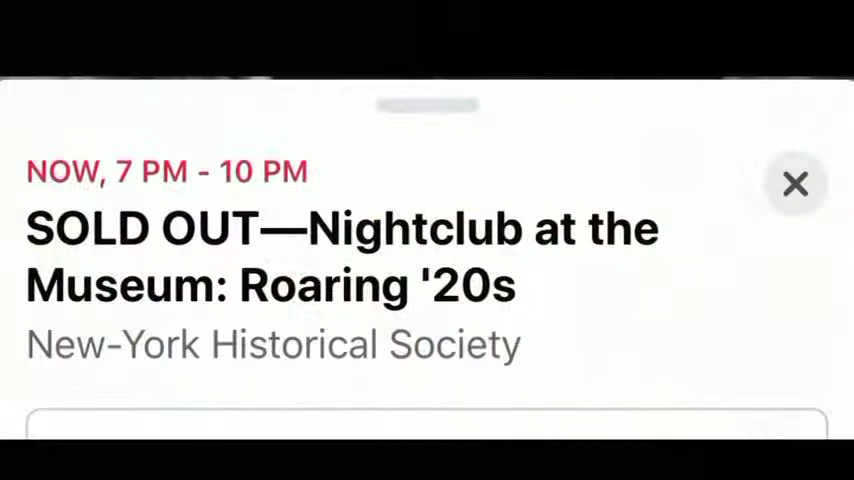 NOW, 7 PM - 10 PM
SOLD OUT—Nightclub at the
Museum: Roaring '20s
New-York Historical Society